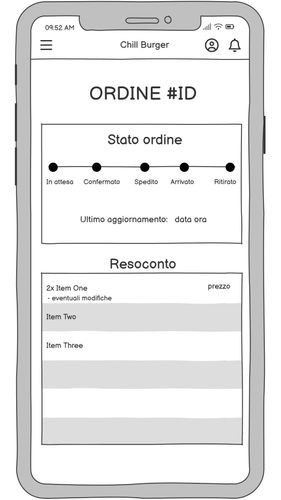 09:52 AM
Chill Burger
ORDINE #ID
Stato ordine
In attesa Confermato Spedito Arrivato Ritirato
Ultimo aggiornamento: data ora
Resoconto
2x Item One prezzo
- eventuali modifiche
Item Two
Item Three